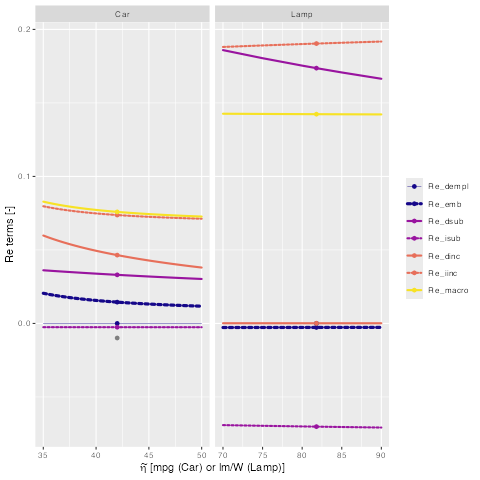 Car Lamp
0.2
0.1
0.0
Re terms [-]
35 40 45 50 70 75 80 85 90
η̃ [mpg (Car) or lm/W (Lamp)]
Re_dempl
Re_emb
Re_dsub
Re_isub
Re_dinc
Re_iinc
Re_macro